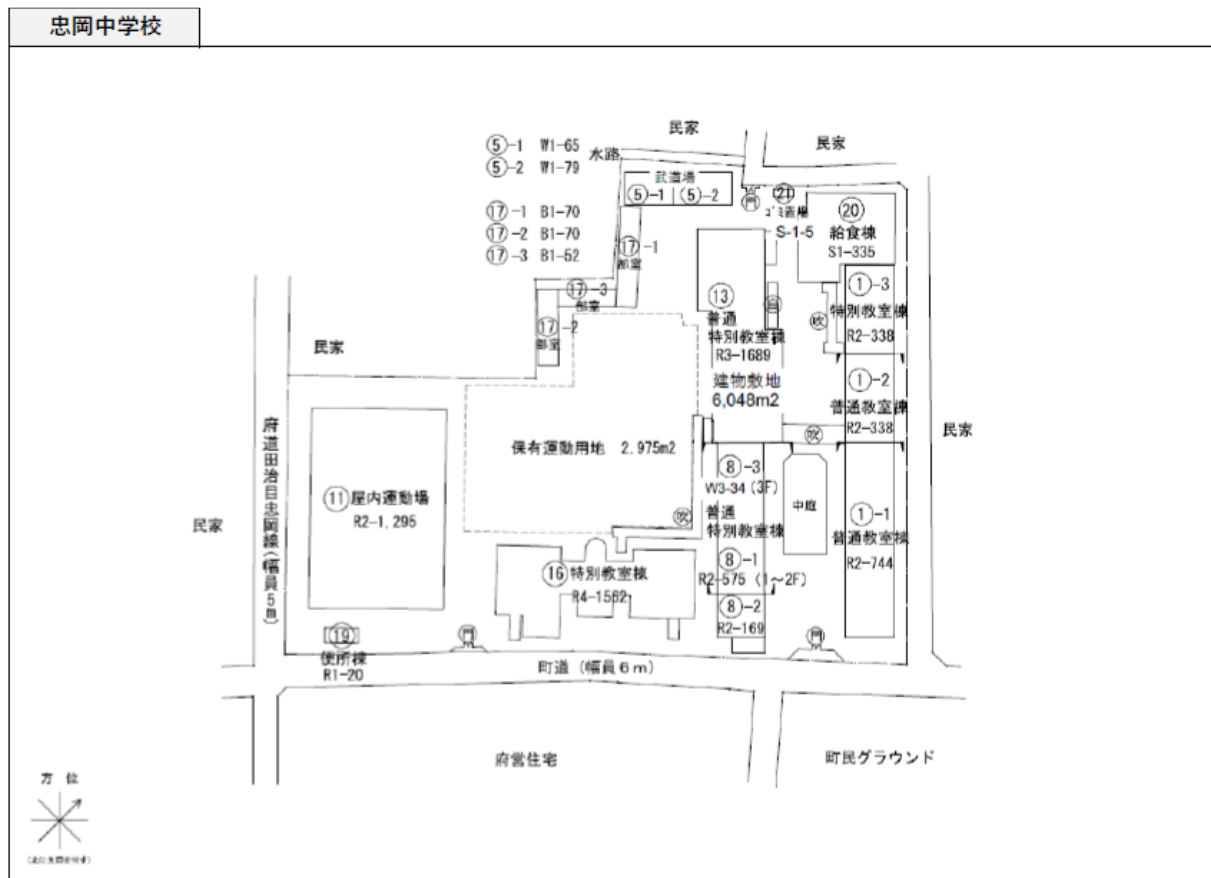 忠岡中学校
民家
民家
⑤-1 W1-65
水路
⑤-2 W1-79
武道場
⑤-1 ⑤-2
門
㉑
ゴミ置場
S-1-5
⑳
給食棟
S1-335
⑰-1 B1-70
⑰-2 B1-70
⑰-3 B1-52
⑰-1
部室
⑰-3
部室
⑰-2
部室
①-3
特別教室棟
R2-338
⑬
普通
特別教室棟
R3-1689
吹
民家
建物敷地
6,048m2
①-2
普通教室棟
R2-338
吹
民家
府道田治目忠岡線(幅員5m)
保有運動用地 2,975m2
⑧-3
W3-34 (3F)
普通
特別教室棟
中庭
⑪屋内運動場
R2-1,295
吹
①-1
普通教室棟
R2-744
民家
⑧-1
R2-575 (1~2F)
⑯特別教室棟
R4-1562
⑧-2
R2-169
⑲
便所棟
R1-20
門
門
町道(幅員6m)
府営住宅
町民グラウンド
方位